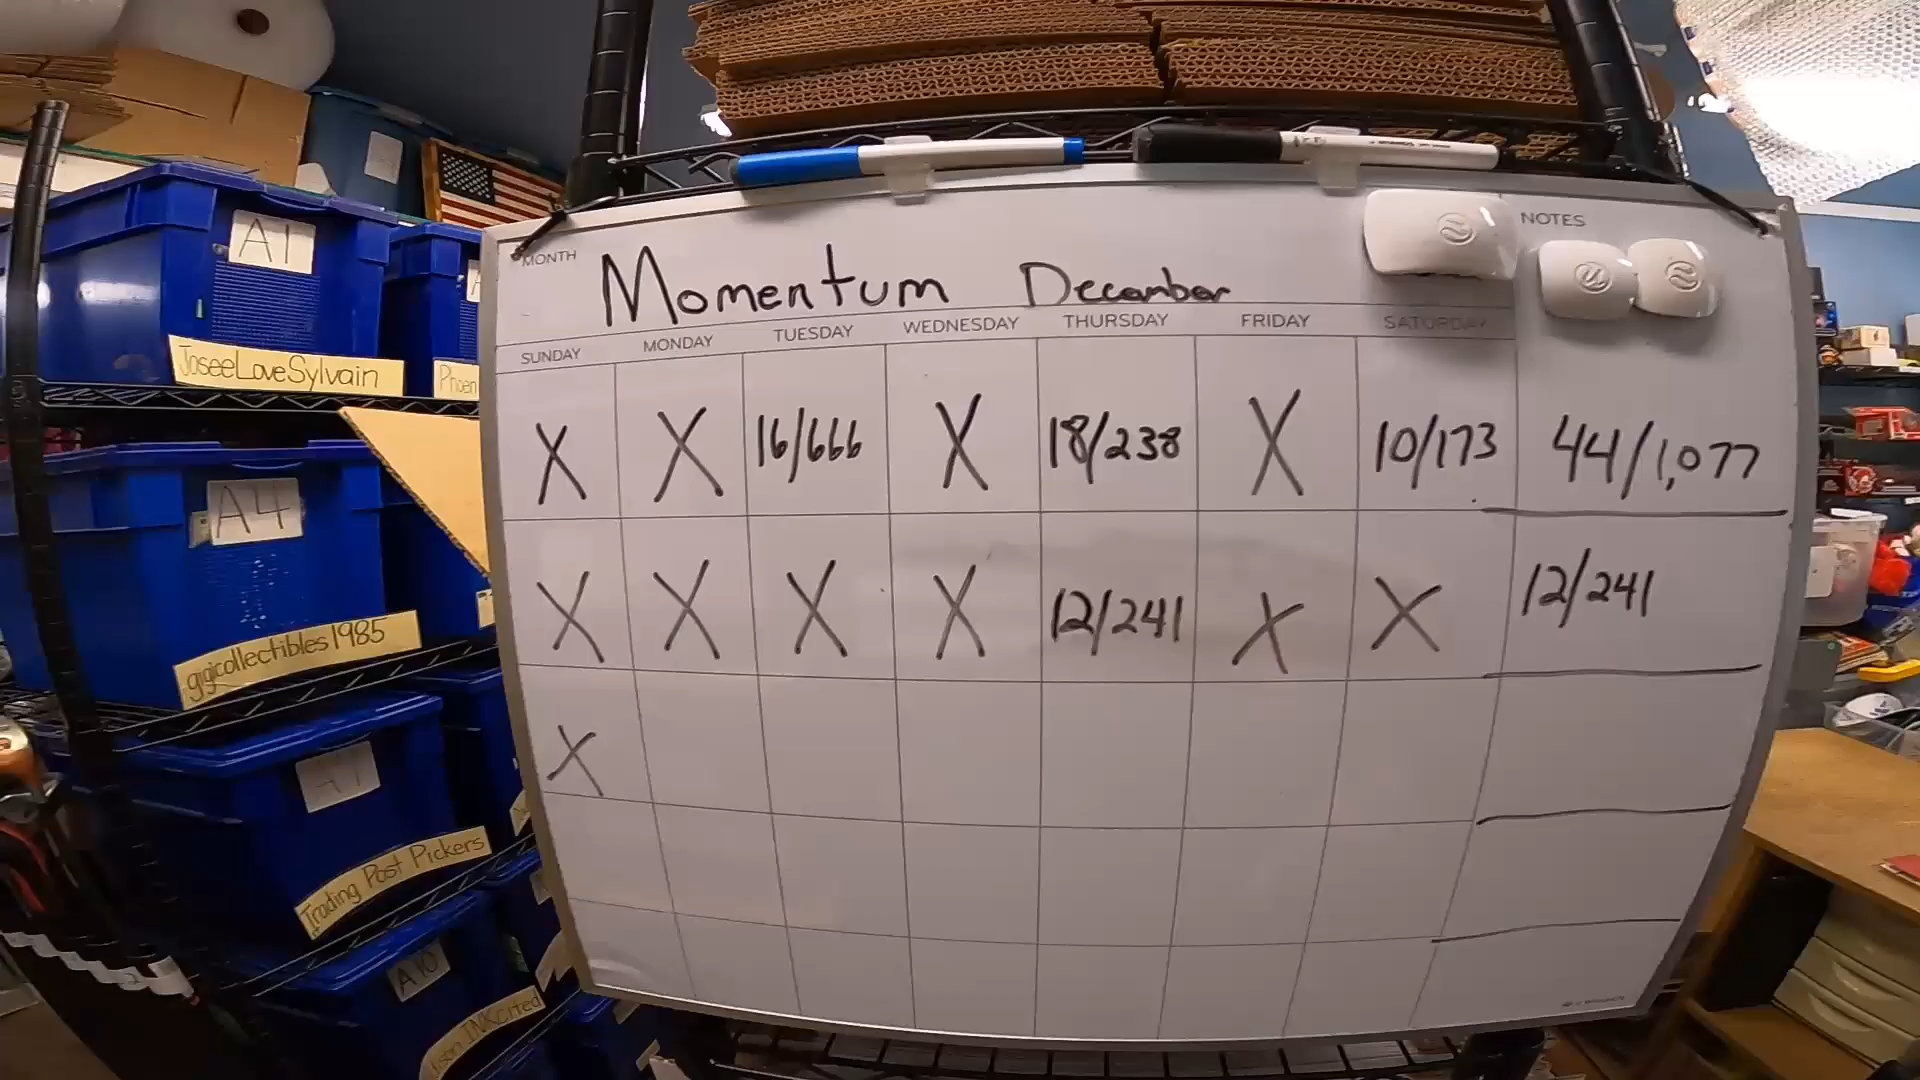 MONTH
Momentum December
NOTES
SUNDAY MONDAY TUESDAY WEDNESDAY THURSDAY FRIDAY SATURDAY
X X 16/666 X 18/238 X 10/173 44/1,077
X X X X 12/241 X X 12/241
X
A1
JoseeLoveSylvain
A4
gigicollectibles1985
A7
Trading Post Pickers
A10